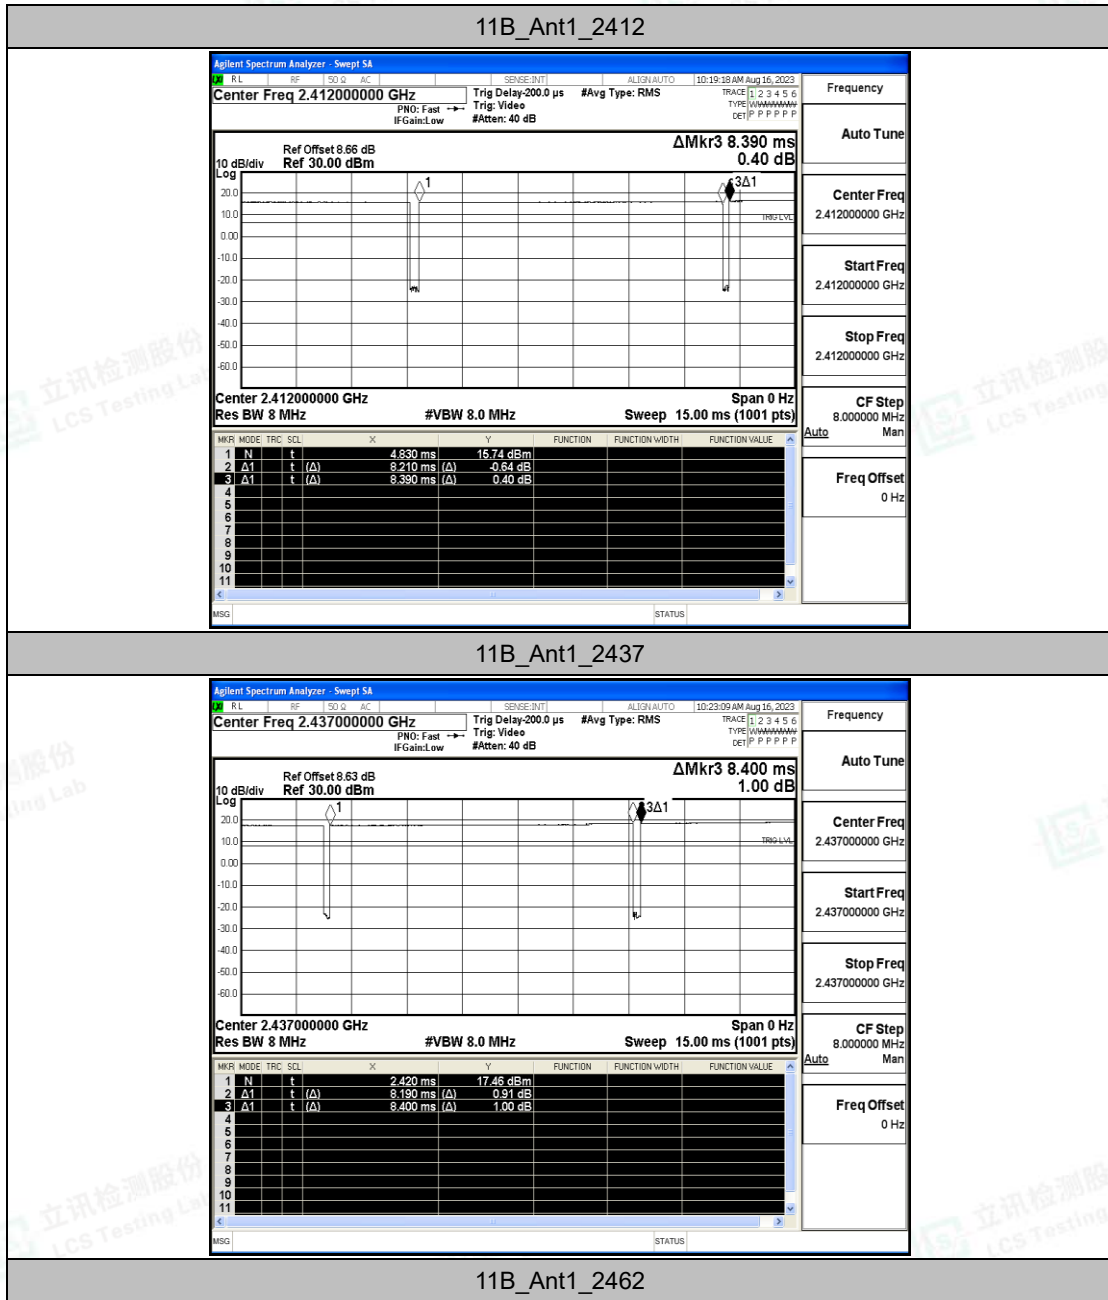 11B_Ant1_2412
Agilent Spectrum Analyzer - Swept SA
RL RF 50 Ω AC SENSE:INT ALIGN AUTO 10:19:18 AM Aug 16, 2023
Center Freq 2.412000000 GHz Trig Delay-200.0 µs #Avg Type: RMS TRACE 1 2 3 4 5 6
PNO: Fast Trig: Video TYPE
IFGain:Low #Atten: 40 dB DET P P P P P P
ΔMkr3 8.390 ms
0.40 dB
Ref Offset 8.66 dB
10 dB/div Ref 30.00 dBm
Log
1
3Δ1
20.0
10.0
TRIG LVL
0.00
-10.0
-20.0
-30.0
-40.0
-50.0
-60.0
Center 2.412000000 GHz Span 0 Hz
Res BW 8 MHz #VBW 8.0 MHz Sweep 15.00 ms (1001 pts)
MKR MODE TRC SCL X Y FUNCTION FUNCTION WIDTH FUNCTION VALUE
1 N t 4.830 ms 15.74 dBm
2 Δ1 t (Δ) 8.210 ms (Δ) -0.64 dB
3 Δ1 t (Δ) 8.390 ms (Δ) 0.40 dB
4
5
6
7
8
9
10
11
MSG STATUS
Frequency
Auto Tune
Center Freq
2.412000000 GHz
Start Freq
2.412000000 GHz
Stop Freq
2.412000000 GHz
CF Step
8.000000 MHz
Auto Man
Freq Offset
0 Hz
11B_Ant1_2437
Agilent Spectrum Analyzer - Swept SA
RL RF 50 Ω AC SENSE:INT ALIGN AUTO 10:23:09 AM Aug 16, 2023
Center Freq 2.437000000 GHz Trig Delay-200.0 µs #Avg Type: RMS TRACE 1 2 3 4 5 6
PNO: Fast Trig: Video TYPE
IFGain:Low #Atten: 40 dB DET P P P P P P
ΔMkr3 8.400 ms
1.00 dB
Ref Offset 8.63 dB
10 dB/div Ref 30.00 dBm
Log
1
3Δ1
20.0
10.0
TRIG LVL
0.00
-10.0
-20.0
-30.0
-40.0
-50.0
-60.0
Center 2.437000000 GHz Span 0 Hz
Res BW 8 MHz #VBW 8.0 MHz Sweep 15.00 ms (1001 pts)
MKR MODE TRC SCL X Y FUNCTION FUNCTION WIDTH FUNCTION VALUE
1 N t 2.420 ms 17.46 dBm
2 Δ1 t (Δ) 8.190 ms (Δ) 0.91 dB
3 Δ1 t (Δ) 8.400 ms (Δ) 1.00 dB
4
5
6
7
8
9
10
11
MSG STATUS
Frequency
Auto Tune
Center Freq
2.437000000 GHz
Start Freq
2.437000000 GHz
Stop Freq
2.437000000 GHz
CF Step
8.000000 MHz
Auto Man
Freq Offset
0 Hz
11B_Ant1_2462
立讯检测股份
LCS Testing Lab